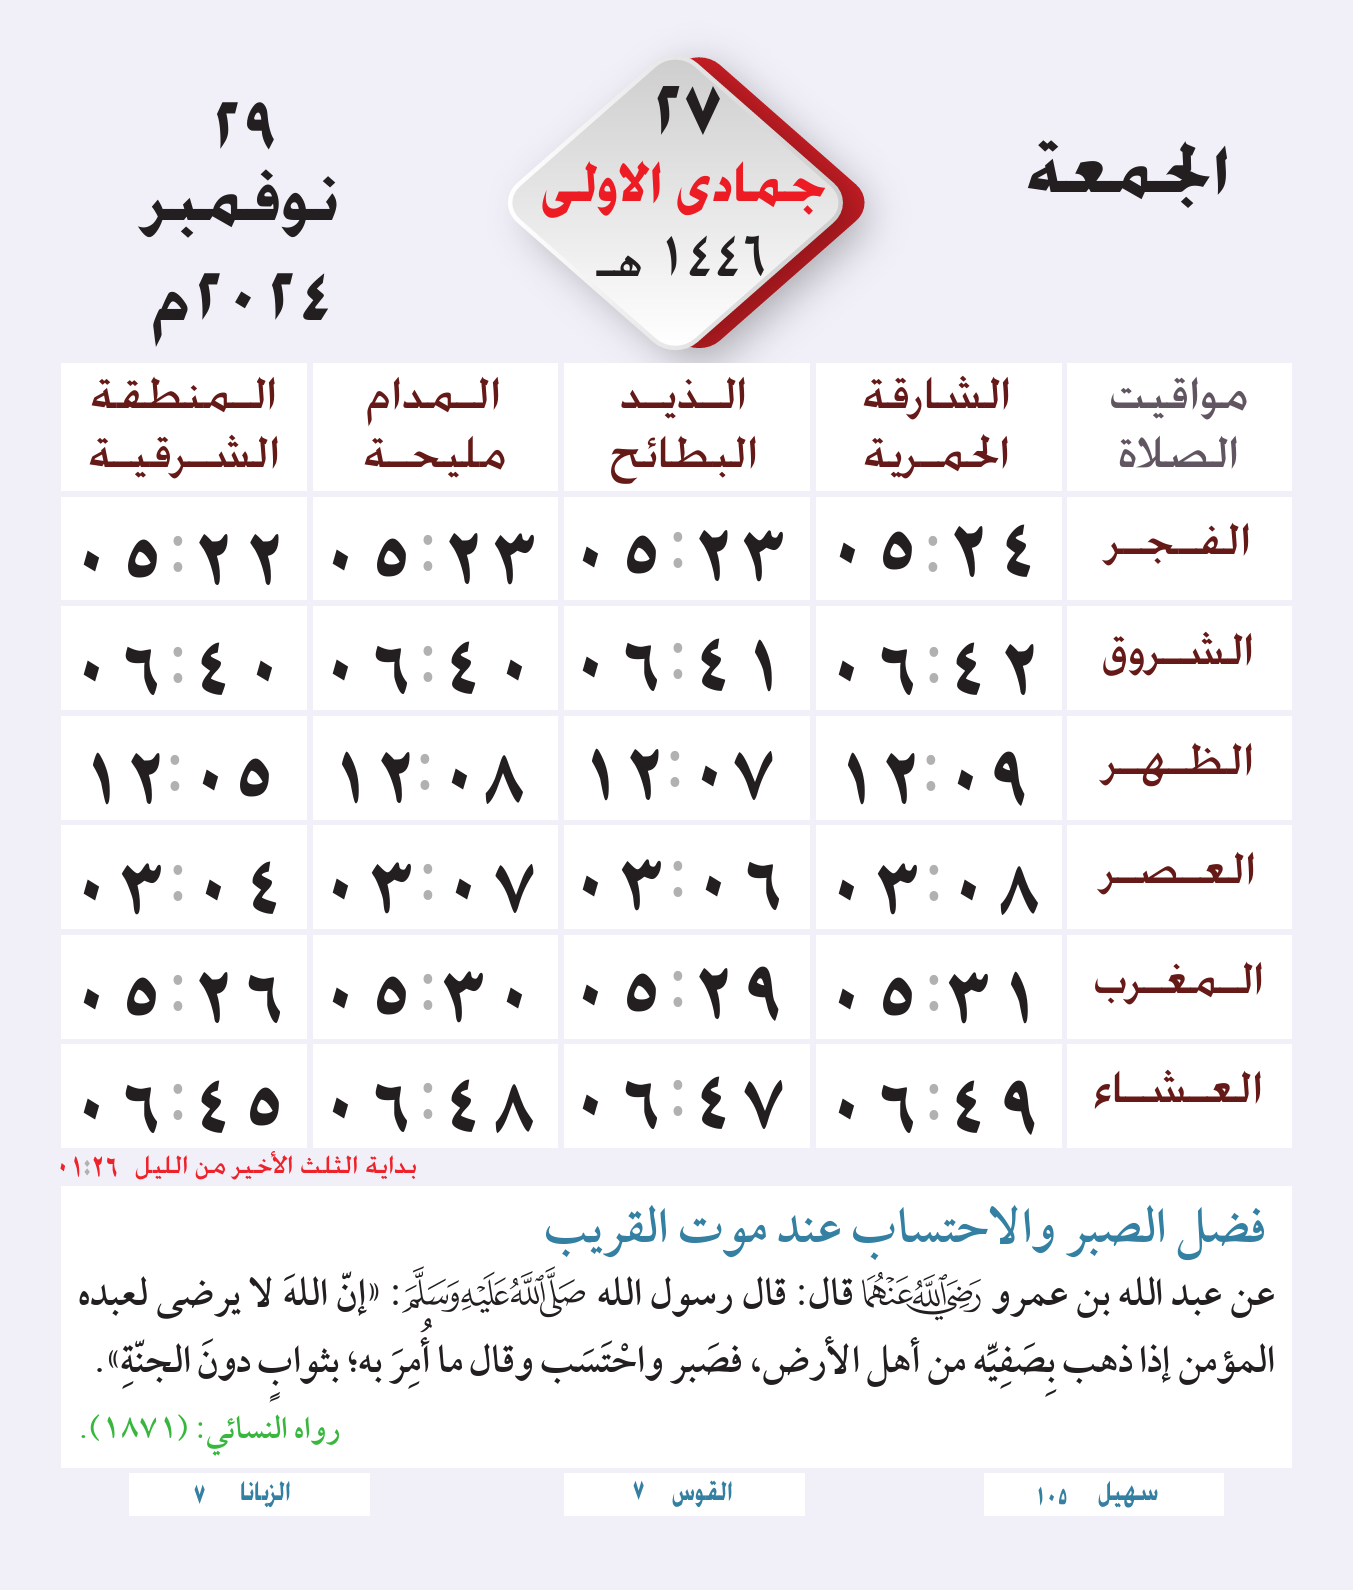 الجمعة
٢٧
جمادى الاولى
١٤٤٦ هـ
٢٩
نوفمبر
٢٠٢٤م
مواقيت الصلاة
الشارقة الحمرية
الذيد البطائح
المدام مليحة
المنطقة الشرقية
الفجر ٠٥:٢٤ ٠٥:٢٣ ٠٥:٢٣ ٠٥:٢٢
الشروق ٠٦:٤٢ ٠٦:٤١ ٠٦:٤٠ ٠٦:٤٠
الظهر ١٢:٠٩ ١٢:٠٧ ١٢:٠٨ ١٢:٠٥
العصر ٠٣:٠٨ ٠٣:٠٦ ٠٣:٠٧ ٠٣:٠٤
المغرب ٠٥:٣١ ٠٥:٢٩ ٠٥:٣٠ ٠٥:٢٦
العشاء ٠٦:٤٩ ٠٦:٤٧ ٠٦:٤٨ ٠٦:٤٥
بداية الثلث الأخير من الليل ٠١:٢٦
فضل الصبر والاحتساب عند موت القريب
عن عبد الله بن عمرو رَضِيَ ٱللَّهُ عَنْهُمَا قال: قال رسول الله صَلَّى ٱللَّهُ عَلَيْهِ وَسَلَّمَ: «إنّ اللهَ لا يرضى لعبده
المؤمن إذا ذهب بِصَفِيِّه من أهل الأرض، فصَبر واحْتَسَب وقال ما أُمِرَ به؛ بثوابٍ دونَ الجنّةِ».
رواه النسائي: (١٨٧١).
سهيل ١٠٥
القوس ٧
الزبانا ٧